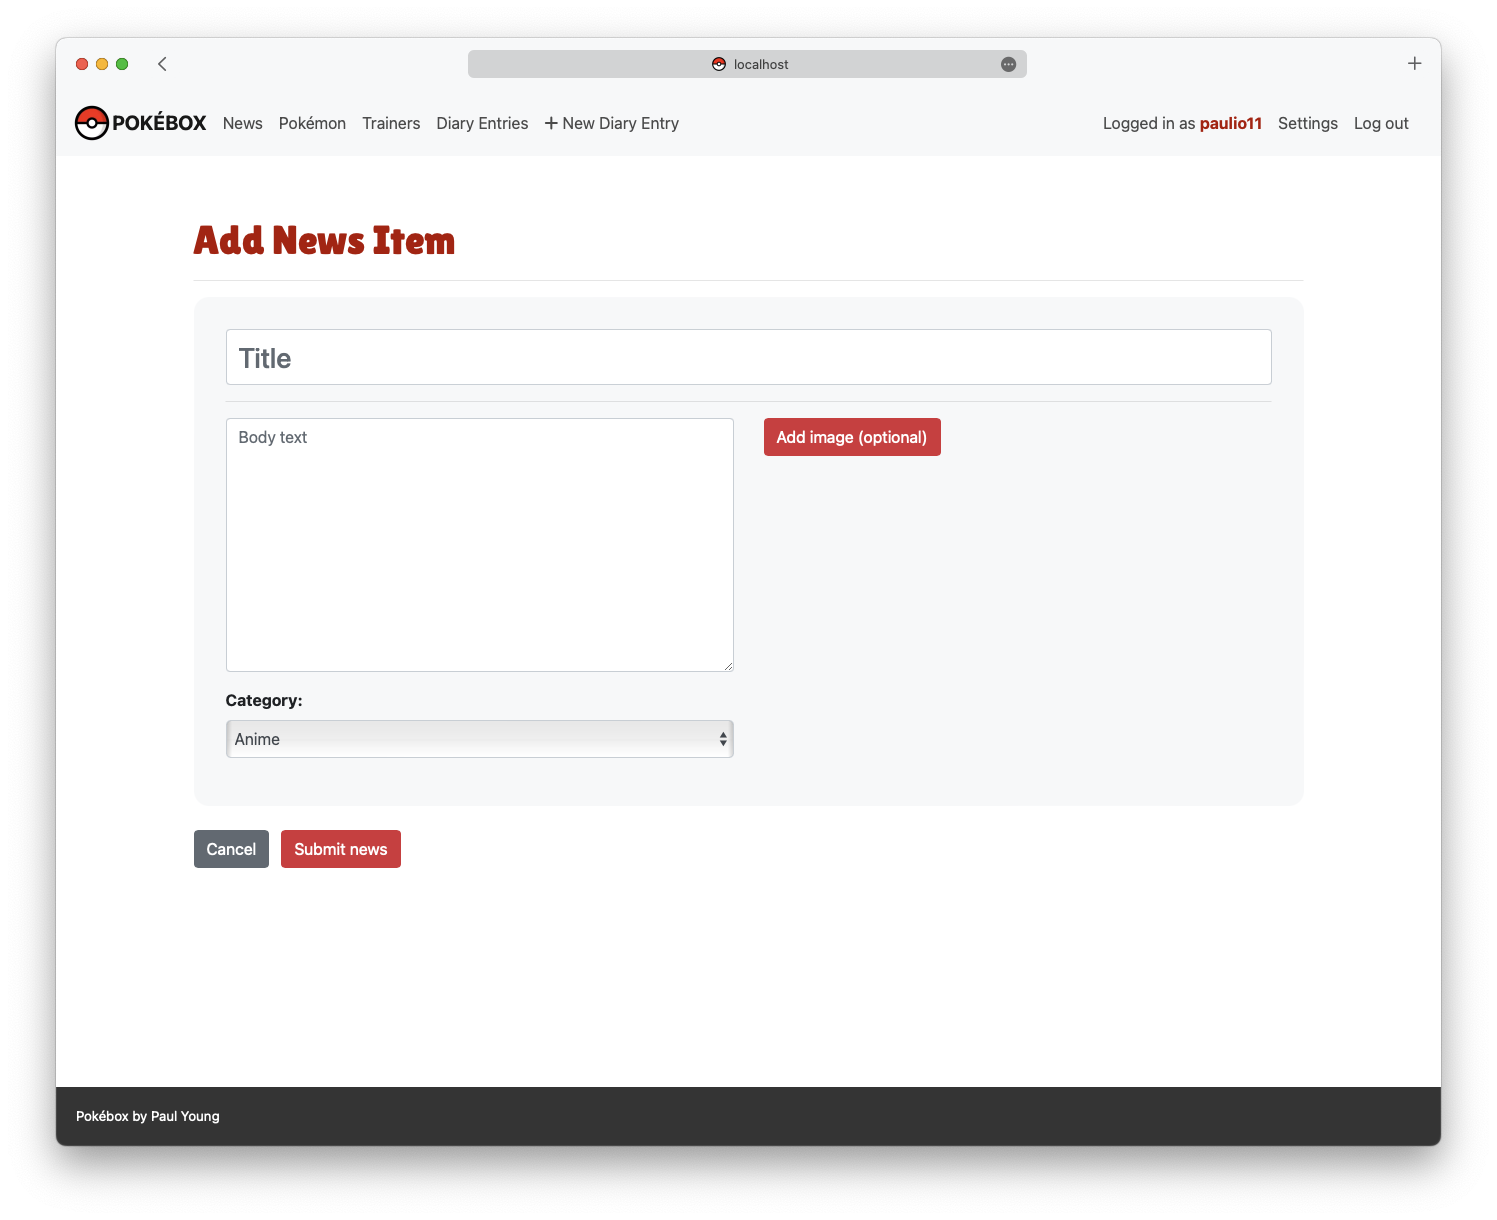 localhost
POKÉBOX News Pokémon Trainers Diary Entries + New Diary Entry Logged in as paulio11 Settings Log out
Add News Item
Title
Body text
Add image (optional)
Category:
Anime
Cancel Submit news
Pokébox by Paul Young